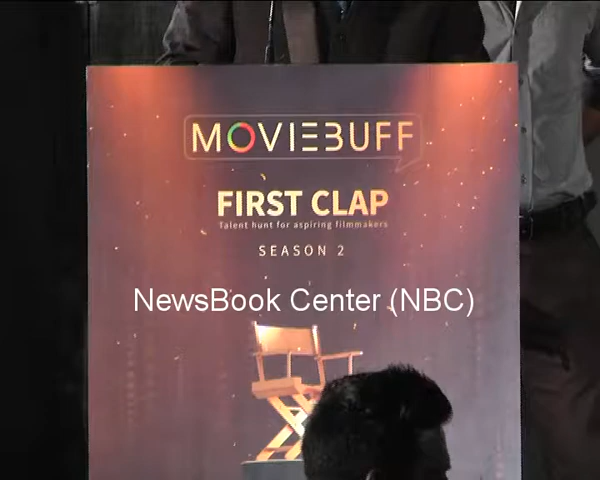 MOVIEBUFF
FIRST CLAP
Talent hunt for aspiring filmmakers
SEASON 2
NewsBook Center (NBC)